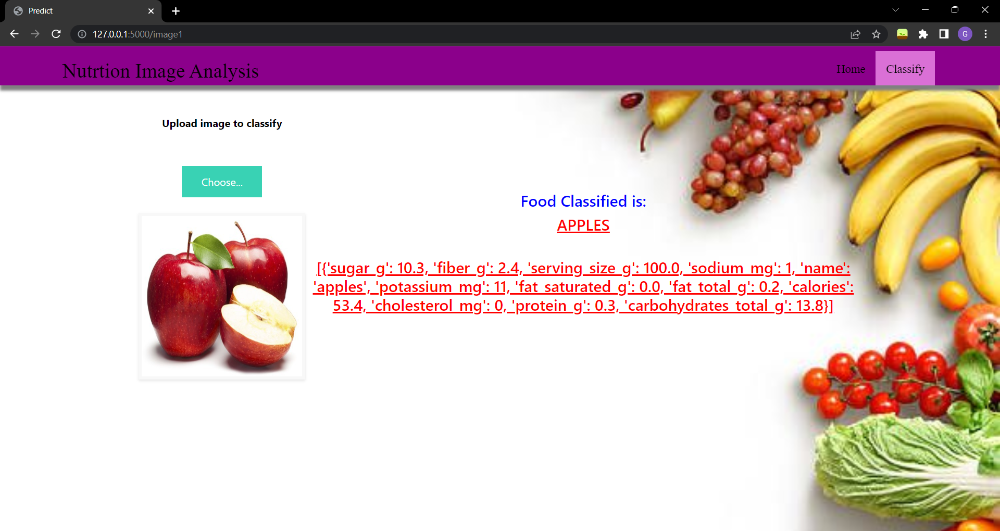 Predict
127.0.0.1:5000/image1
G
Nutrtion Image Analysis
Home
Classify
Upload image to classify
Choose...
Food Classified is:
APPLES
[{'sugar_g': 10.3, 'fiber_g': 2.4, 'serving_size_g': 100.0, 'sodium_mg': 1, 'name':
'apples', 'potassium_mg': 11, 'fat_saturated_g': 0.0, 'fat_total_g': 0.2, 'calories':
53.4, 'cholesterol_mg': 0, 'protein_g': 0.3, 'carbohydrates_total_g': 13.8}]